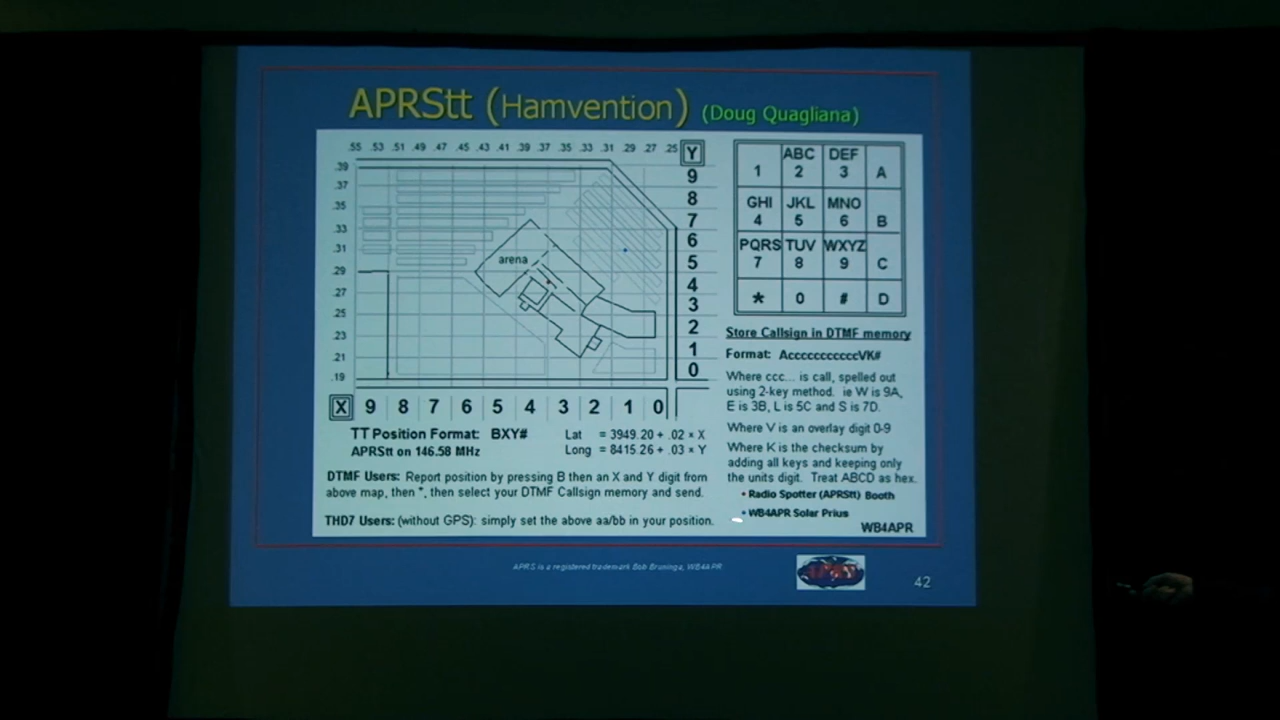 APRStt (Hamvention) (Doug Quagliana)
.55 .53 .51 .49 .47 .45 .43 .41 .39 .37 .35 .33 .31 .29 .27 .25 Y
.39
.37
.35
.33
.31
.29
.27
.25
.23
.21
.19
arena
9
8
7
6
5
4
3
2
1
0
X 9 8 7 6 5 4 3 2 1 0
TT Position Format: BXY#
APRStt on 146.58 MHz
Lat = 3949.20 + .02 * X
Long = 8415.26 + .03 * Y
DTMF Users: Report position by pressing B then an X and Y digit from
above map, then *, then select your DTMF Callsign memory and send.
THD7 Users: (without GPS): simply set the above aa/bb in your position.
ABC DEF
1 2 3 A
GHI JKL MNO
4 5 6 B
PQRS TUV WXYZ
7 8 9 C
* 0 # D
Store Callsign in DTMF memory
Format: AccccccccccccVK#
Where ccc... is call, spelled out
using 2-key method. ie W is 9A,
E is 3B, L is 5C and S is 7D.
Where V is an overlay digit 0-9
Where K is the checksum by
adding all keys and keeping only
the units digit. Treat ABCD as hex.
• Radio Spotter (APRStt) Booth
• WB4APR Solar Prius
WB4APR
APRS is a registered trademark Bob Bruninga, WB4APR
APRS
42